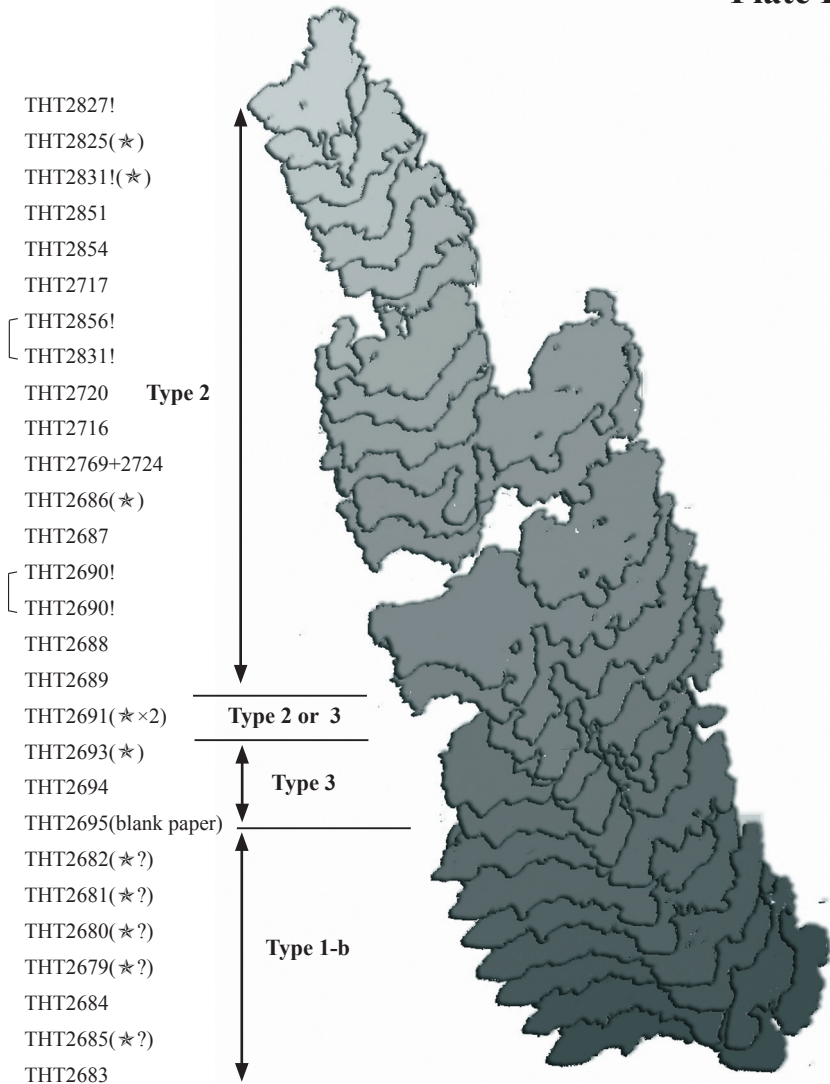 Plate
THT2827!
THT2825(✯)
THT2831!(✯)
THT2851
THT2854
THT2717
THT2856!
THT2831!
THT2720 Type 2
THT2716
THT2769+2724
THT2686(✯)
THT2687
THT2690!
THT2690!
THT2688
THT2689
THT2691(✯×2) Type 2 or 3
THT2693(✯)
THT2694 Type 3
THT2695(blank paper)
THT2682(✯?)
THT2681(✯?)
THT2680(✯?)
Type 1-b
THT2679(✯?)
THT2684
THT2685(✯?)
THT2683